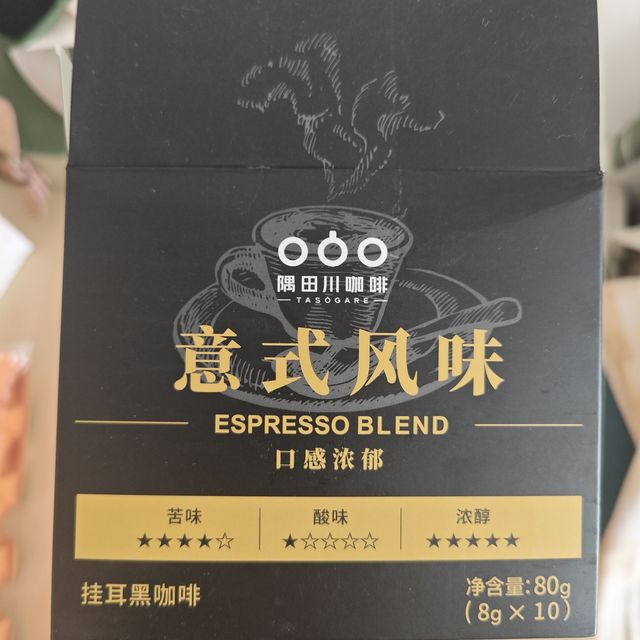 隅田川咖啡
TASOGARE
意式风味
ESPRESSO BLEND
口感浓郁
苦味 酸味 浓醇
★★★★☆ ★☆☆☆☆ ★★★★★
挂耳黑咖啡
净含量:80g
(8g × 10)